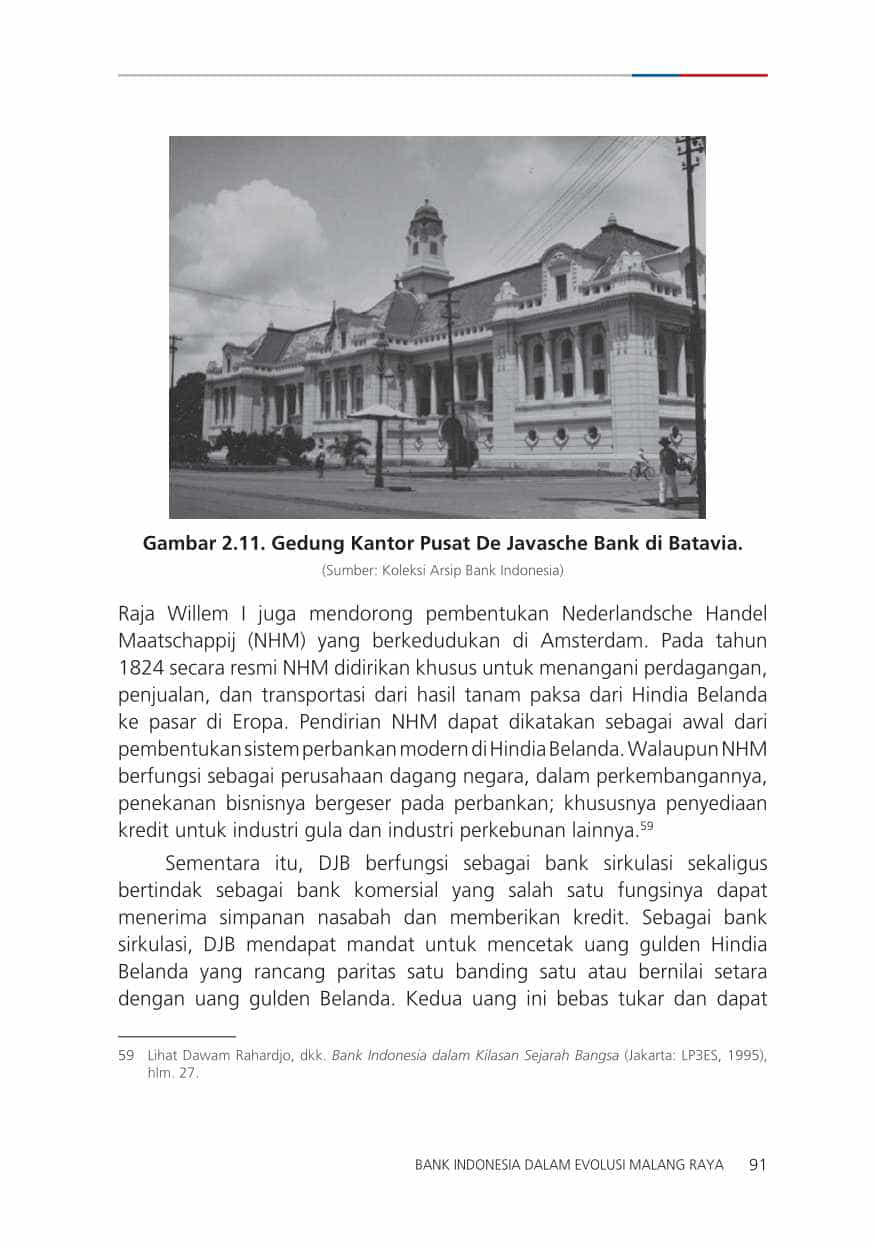 Gambar 2.11. Gedung Kantor Pusat De Javasche Bank di Batavia.
(Sumber: Koleksi Arsip Bank Indonesia)
Raja Willem I juga mendorong pembentukan Nederlandsche Handel
Maatschappij (NHM) yang berkedudukan di Amsterdam. Pada tahun
1824 secara resmi NHM didirikan khusus untuk menangani perdagangan,
penjualan, dan transportasi dari hasil tanam paksa dari Hindia Belanda
ke pasar di Eropa. Pendirian NHM dapat dikatakan sebagai awal dari
pembentukan sistem perbankan modern di Hindia Belanda. Walaupun NHM
berfungsi sebagai perusahaan dagang negara, dalam perkembangannya,
penekanan bisnisnya bergeser pada perbankan; khususnya penyediaan
kredit untuk industri gula dan industri perkebunan lainnya.59
Sementara itu, DJB berfungsi sebagai bank sirkulasi sekaligus
bertindak sebagai bank komersial yang salah satu fungsinya dapat
menerima simpanan nasabah dan memberikan kredit. Sebagai bank
sirkulasi, DJB mendapat mandat untuk mencetak uang gulden Hindia
Belanda yang rancang paritas satu banding satu atau bernilai setara
dengan uang gulden Belanda. Kedua uang ini bebas tukar dan dapat
59 Lihat Dawam Rahardjo, dkk. Bank Indonesia dalam Kilasan Sejarah Bangsa (Jakarta: LP3ES, 1995),
hlm. 27.
BANK INDONESIA DALAM EVOLUSI MALANG RAYA 91